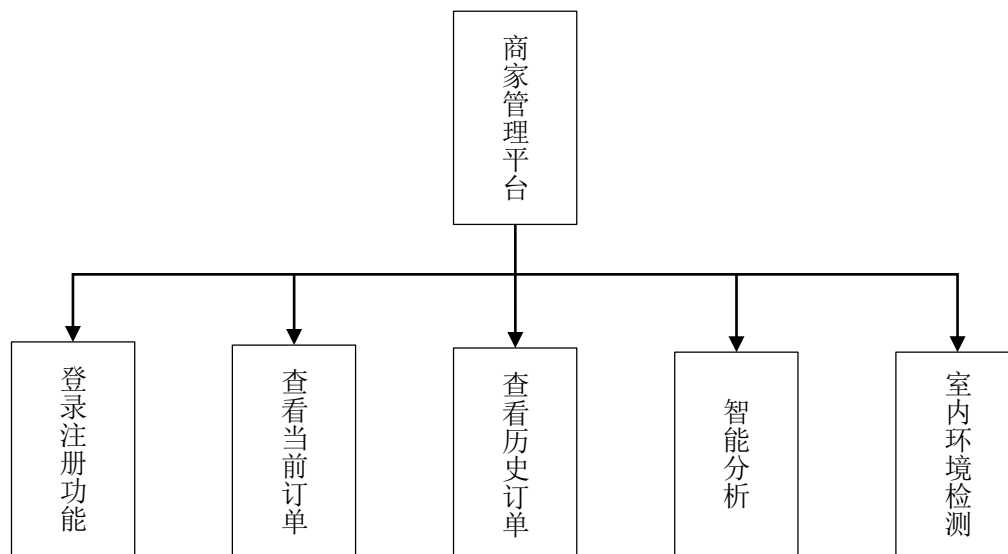 商家管理平台
登录注册功能
查看当前订单
查看历史订单
智能分析
室内环境检测